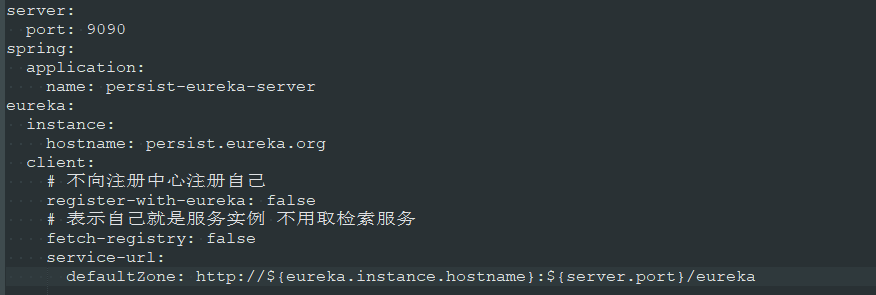 server:
  port: 9090
spring:
  application:
    name: persist-eureka-server
eureka:
  instance:
    hostname: persist.eureka.org
  client:
    # 不向注册中心注册自己
    register-with-eureka: false
    # 表示自己就是服务实例 不用取检索服务
    fetch-registry: false
    service-url:
      defaultZone: http://${eureka.instance.hostname}:${server.port}/eureka